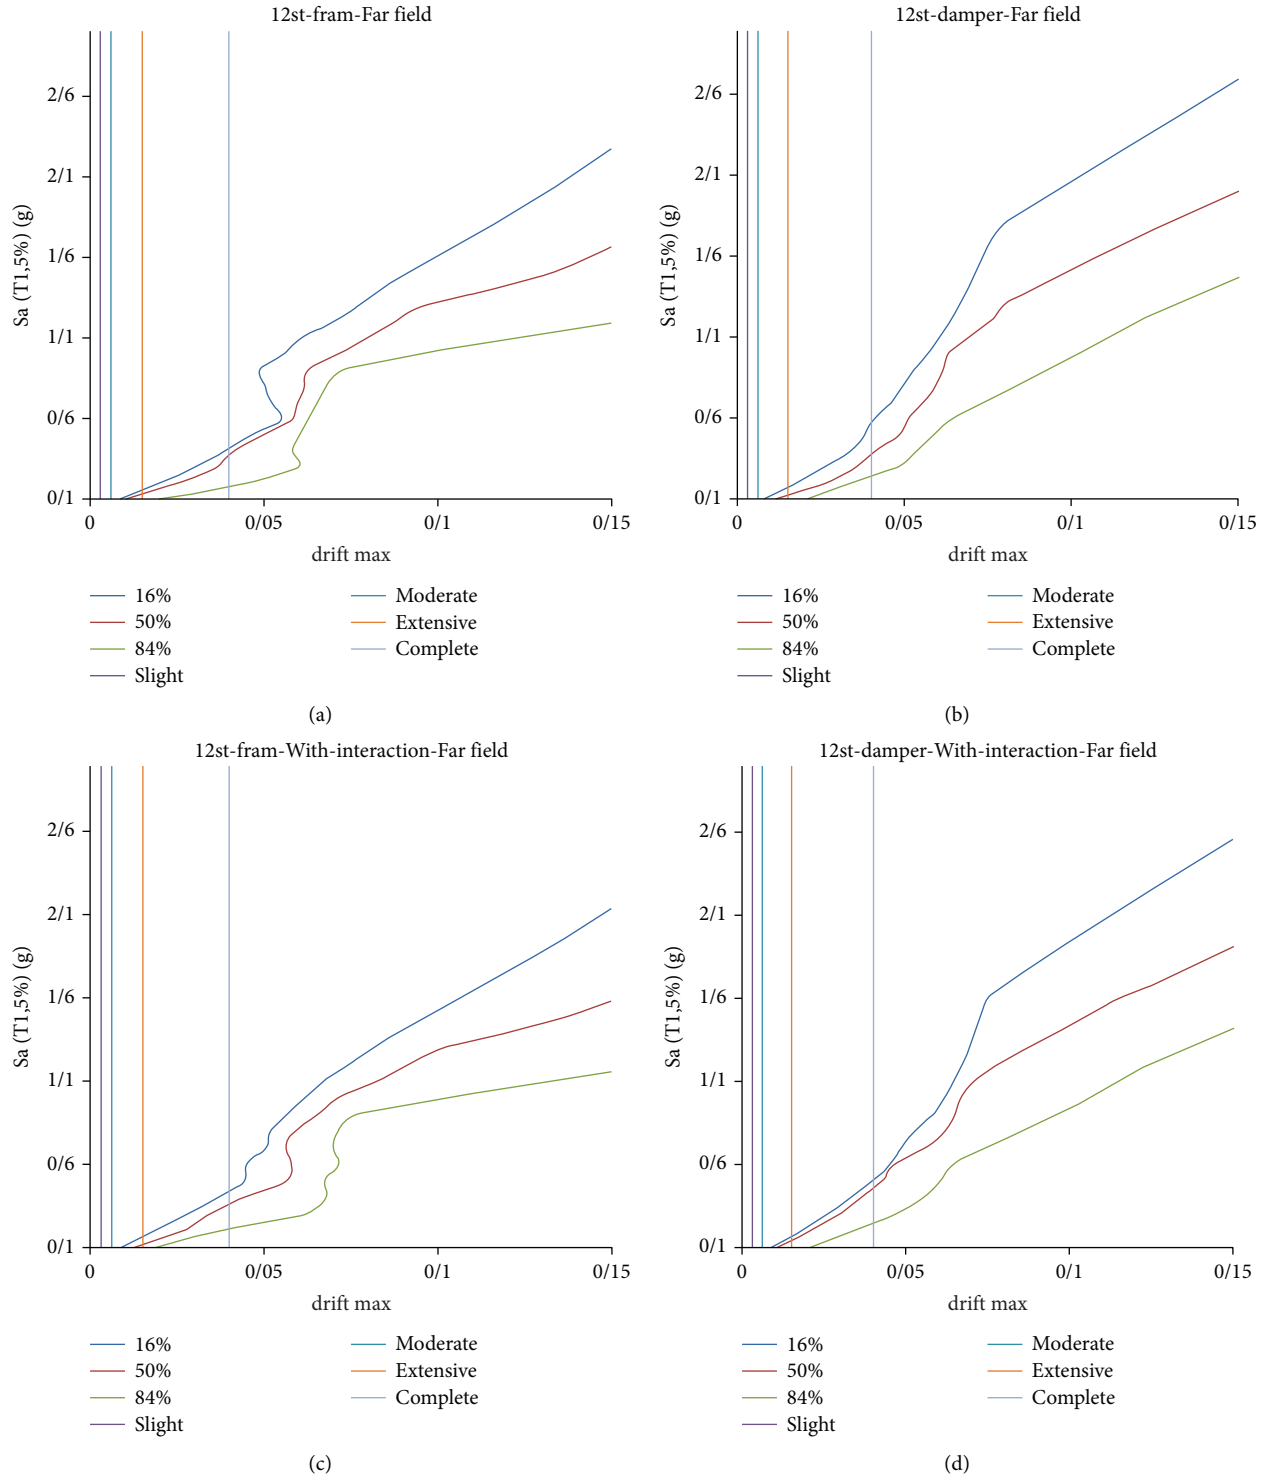 12st-fram-Far field
Sa (T1,5%) (g)
2/6
2/1
1/6
1/1
0/6
0/1
0
0/05
0/1
0/15
drift max
16%
50%
84%
Slight
Moderate
Extensive
Complete
(a)
12st-damper-Far field
Sa (T1,5%) (g)
2/6
2/1
1/6
1/1
0/6
0/1
0
0/05
0/1
0/15
drift max
16%
50%
84%
Slight
Moderate
Extensive
Complete
(b)
12st-fram-With-interaction-Far field
Sa (T1,5%) (g)
2/6
2/1
1/6
1/1
0/6
0/1
0
0/05
0/1
0/15
drift max
16%
50%
84%
Slight
Moderate
Extensive
Complete
(c)
12st-damper-With-interaction-Far field
Sa (T1,5%) (g)
2/6
2/1
1/6
1/1
0/6
0/1
0
0/05
0/1
0/15
drift max
16%
50%
84%
Slight
Moderate
Extensive
Complete
(d)